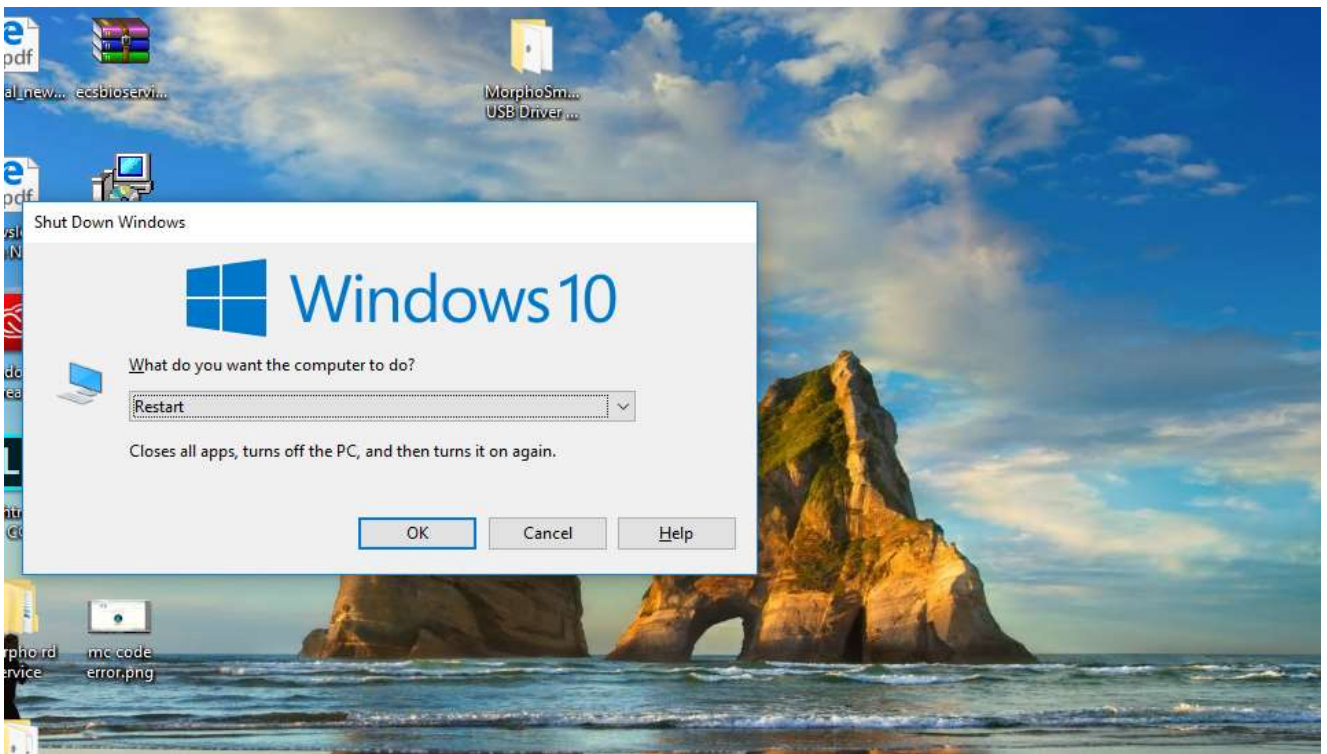 pdf
al_new...
ecsbioservi...
MorphoSm...
USB Driver ...
pdf
Shut Down Windows
Windows 10
What do you want the computer to do?
Restart
Closes all apps, turns off the PC, and then turns it on again.
OK
Cancel
Help
rpho rd
ervice
mc code
error.png